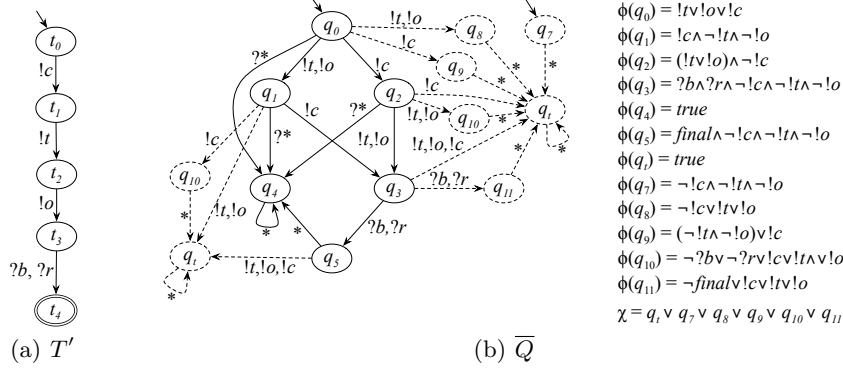 t0
!c
t1
!t
t2
!o
t3
?b, ?r
t4
(a) T′
q0
!t,!o
q8
q7
!c
q9
?*
!t,!o
!c
*
*
*
q1
q2
!c
qt
!c
?*
!t,!o
q10
*
*
!c
!t,!o
!t,!o,!c
q10
!t,!o
?*
q4
q3
?b,?r
q11
*
*
*
*
?b,?r
qt
!t,!o,!c
q5
*
(b) Q
ϕ(q0) = !t∨!o∨!c
ϕ(q1) = !c∧¬!t∧¬!o
ϕ(q2) = (!t∨!o)∧¬!c
ϕ(q3) = ?b∧?r∧¬!c∧¬!t∧¬!o
ϕ(q4) = true
ϕ(q5) = final∧¬!c∧¬!t∧¬!o
ϕ(qt) = true
ϕ(q7) = ¬!c∧¬!t∧¬!o
ϕ(q8) = ¬!c∨!t∨!o
ϕ(q9) = (¬!t∧¬!o)∨!c
ϕ(q10) = ¬?b∨¬?r∨!c∨!t∧∨!o
ϕ(q11) = ¬final∨!c∨!t∨!o
χ = qt ∨ q7 ∨ q8 ∨ q9 ∨ q10 ∨ q11